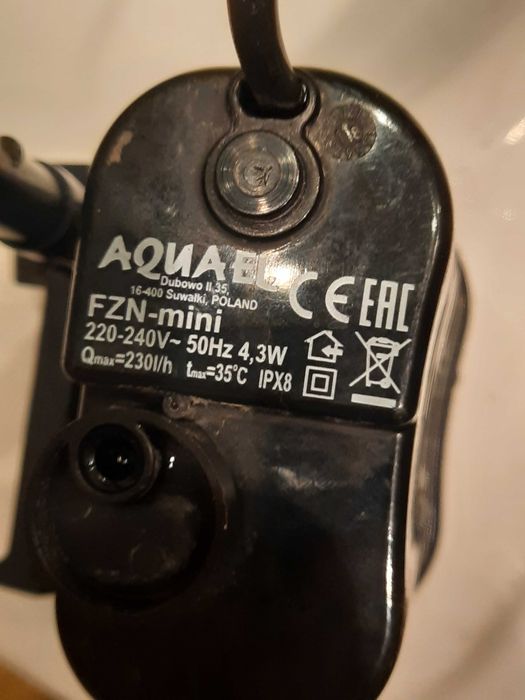 AQUAEL
Dubowo II 35
16-400 Suwałki, POLAND
CE EAC
FZN-mini
220-240V~ 50Hz 4,3W
Qmax=230l/h tmax=35°C IPX8